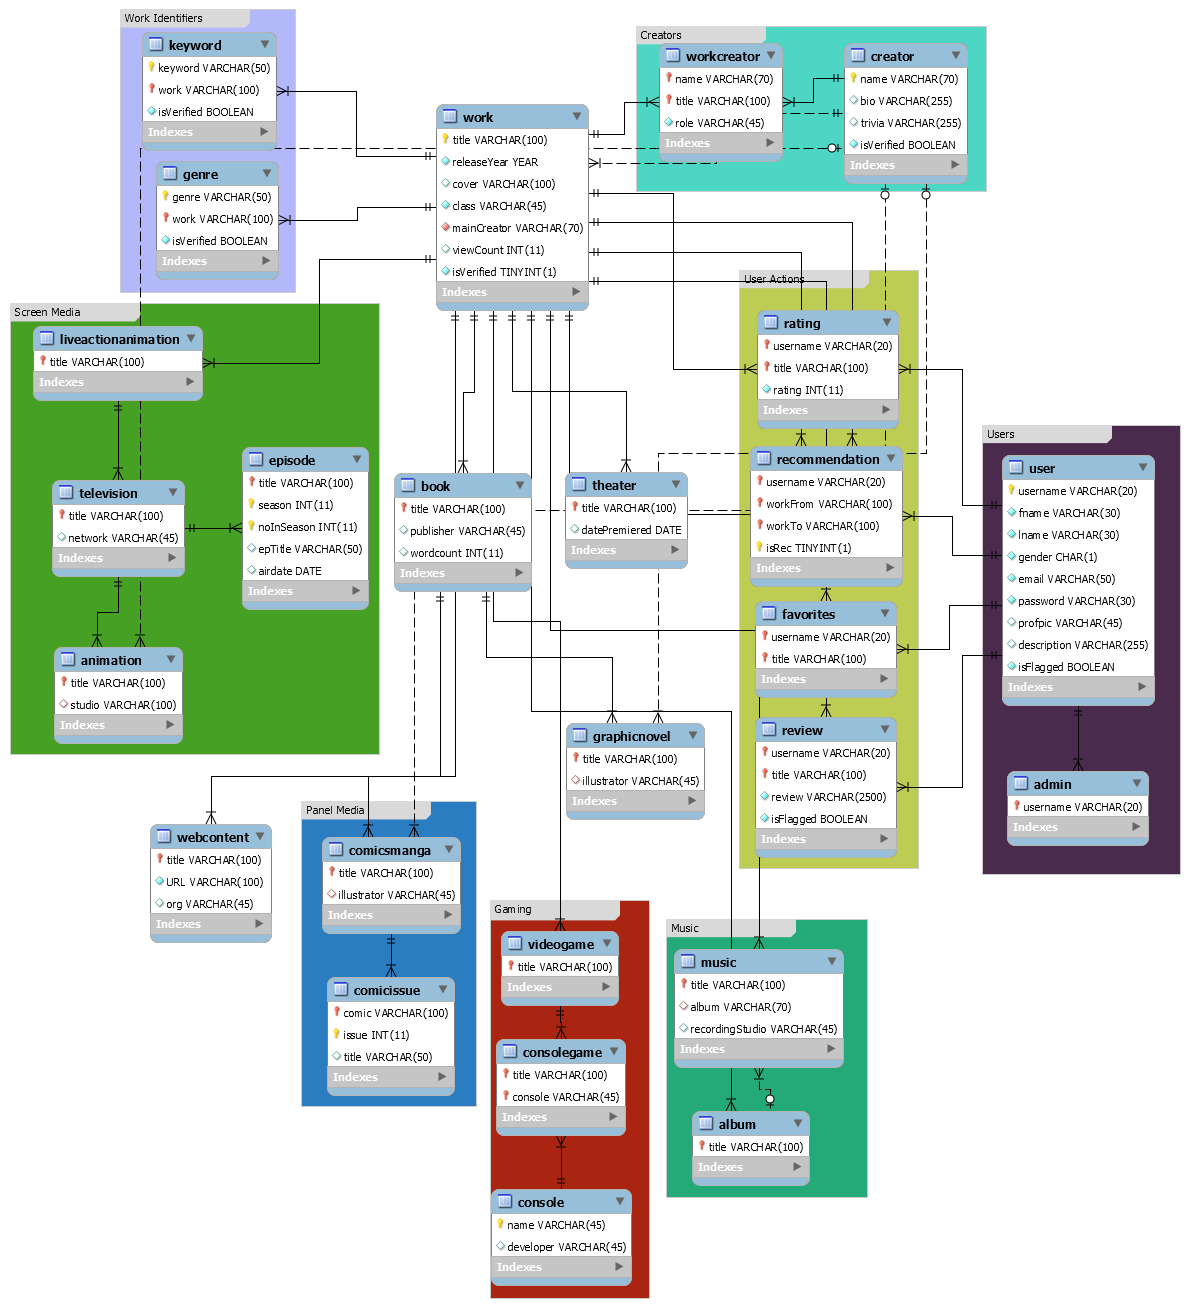 Work Identifiers
keyword
keyword VARCHAR(50)
work VARCHAR(100)
isVerified BOOLEAN
Indexes
genre
genre VARCHAR(50)
work VARCHAR(100)
isVerified BOOLEAN
Indexes
work
title VARCHAR(100)
releaseYear YEAR
cover VARCHAR(100)
class VARCHAR(45)
mainCreator VARCHAR(70)
viewCount INT(11)
isVerified TINYINT(1)
Indexes
Creators
workcreator
name VARCHAR(70)
title VARCHAR(100)
role VARCHAR(45)
Indexes
creator
name VARCHAR(70)
bio VARCHAR(255)
trivia VARCHAR(255)
isVerified BOOLEAN
Indexes
Screen Media
liveactionanimation
title VARCHAR(100)
Indexes
television
title VARCHAR(100)
network VARCHAR(45)
Indexes
episode
title VARCHAR(100)
season INT(11)
noInSeason INT(11)
epTitle VARCHAR(50)
airdate DATE
Indexes
animation
title VARCHAR(100)
studio VARCHAR(100)
Indexes
book
title VARCHAR(100)
publisher VARCHAR(45)
wordcount INT(11)
Indexes
theater
title VARCHAR(100)
datePremiered DATE
Indexes
User Actions
rating
username VARCHAR(20)
title VARCHAR(100)
rating INT(11)
Indexes
recommendation
username VARCHAR(20)
workFrom VARCHAR(100)
workTo VARCHAR(100)
isRec TINYINT(1)
Indexes
favorites
username VARCHAR(20)
title VARCHAR(100)
Indexes
review
username VARCHAR(20)
title VARCHAR(100)
review VARCHAR(2500)
isFlagged BOOLEAN
Indexes
Users
user
username VARCHAR(20)
fname VARCHAR(30)
lname VARCHAR(30)
gender CHAR(1)
email VARCHAR(50)
password VARCHAR(30)
profpic VARCHAR(45)
description VARCHAR(255)
isFlagged BOOLEAN
Indexes
admin
username VARCHAR(20)
Indexes
graphicnovel
title VARCHAR(100)
illustrator VARCHAR(45)
Indexes
webcontent
title VARCHAR(100)
URL VARCHAR(100)
org VARCHAR(45)
Indexes
Panel Media
comicsmanga
title VARCHAR(100)
illustrator VARCHAR(45)
Indexes
comicissue
comic VARCHAR(100)
issue INT(11)
title VARCHAR(50)
Indexes
Gaming
videogame
title VARCHAR(100)
Indexes
consolegame
title VARCHAR(100)
console VARCHAR(45)
Indexes
console
name VARCHAR(45)
developer VARCHAR(45)
Indexes
Music
music
title VARCHAR(100)
album VARCHAR(70)
recordingStudio VARCHAR(45)
Indexes
album
title VARCHAR(100)
Indexes